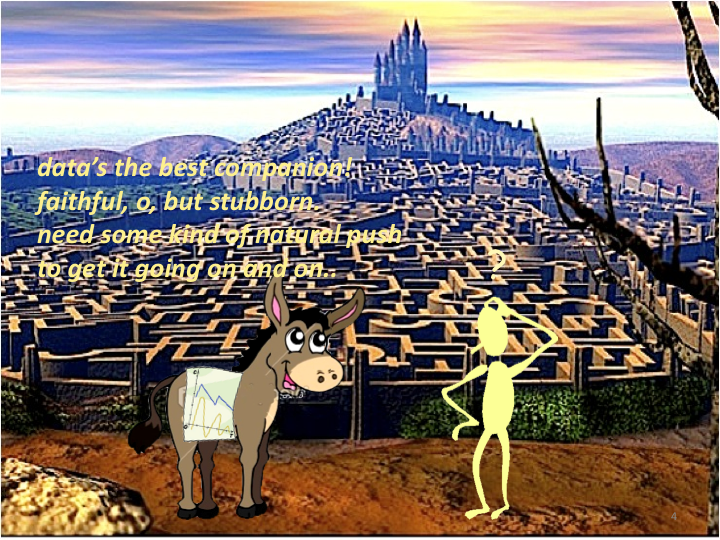 data's the best companion!
faithful, o, but stubborn.
need some kind of natural push
to get it going on and on..
?
4